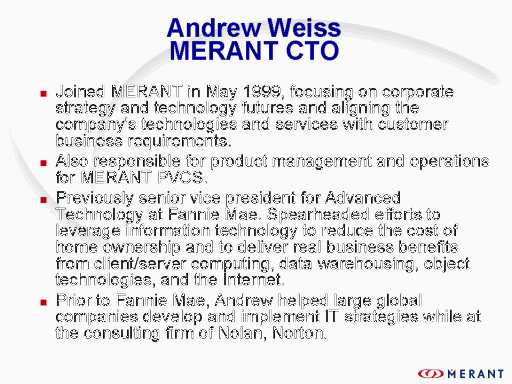 Andrew Weiss
MERANT CTO
Joined MERANT in May 1999, focusing on corporate
strategy and technology futures and aligning the
company's technologies and services with customer
business requirements.
Also responsible for product management and operations
for MERANT PVCS.
Previously senior vice president for Advanced
Technology at Fannie Mae. Spearheaded efforts to
leverage information technology to reduce the cost of
home ownership and to deliver real business benefits
from client/server computing, data warehousing, object
technologies, and the Internet.
Prior to Fannie Mae, Andrew helped large global
companies develop and implement IT strategies while at
the consulting firm of Nolan, Norton.
MERANT